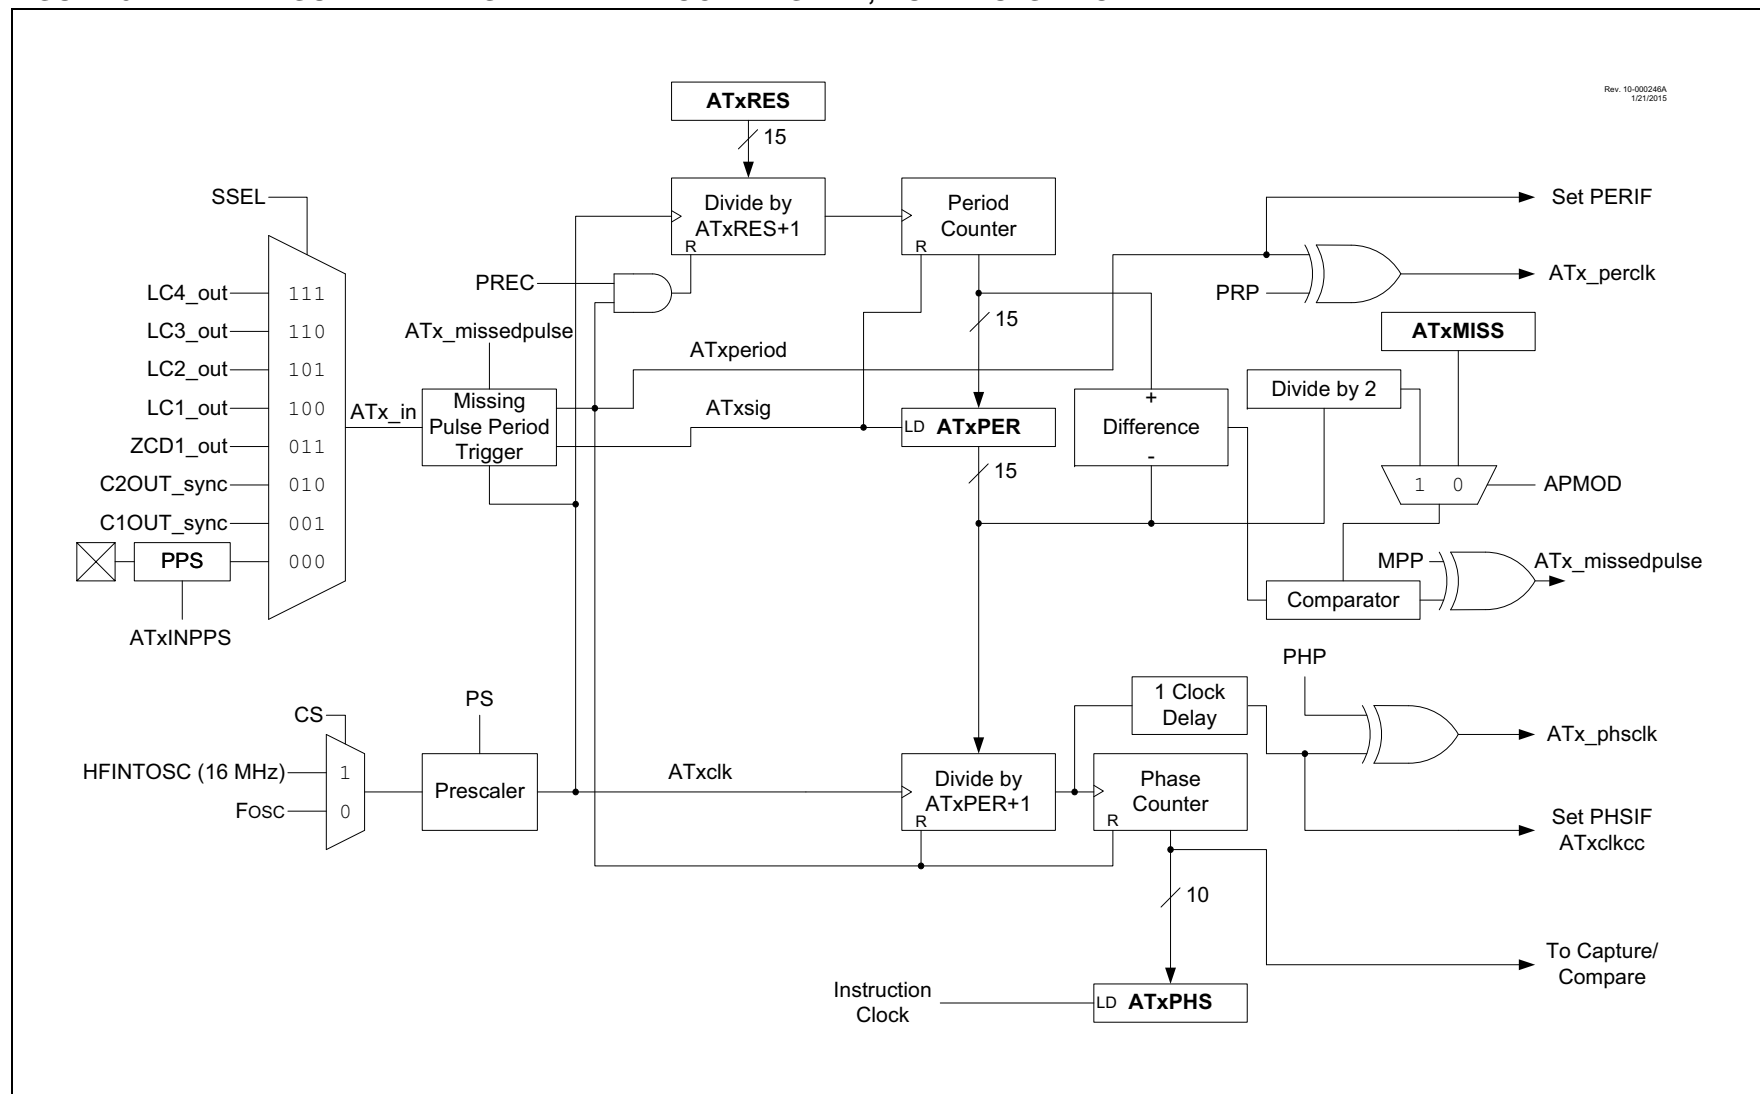 Rev. 10-000246A
1/21/2015
ATxRES
15
SSEL
Divide by
ATxRES+1
R
Period
Counter
R
Set PERIF
PREC
PRP
ATx_perclk
LC4_out
111
LC3_out
110
LC2_out
101
LC1_out
100
ZCD1_out
011
C2OUT_sync
010
C1OUT_sync
001
PPS
000
ATxINPPS
ATx_missedpulse
ATx_in
Missing
Pulse Period
Trigger
ATxperiod
ATxsig
15
LD
ATxPER
15
+
Difference
-
ATxMISS
Divide by 2
1
0
APMOD
MPP
ATx_missedpulse
Comparator
PHP
1 Clock
Delay
ATx_phsclk
CS
PS
HFINTOSC (16 MHz)
1
FOSC
0
Prescaler
ATxclk
Divide by
ATxPER+1
R
Phase
Counter
R
Set PHSIF
ATxclkcc
10
To Capture/
Compare
Instruction
Clock
LD
ATxPHS